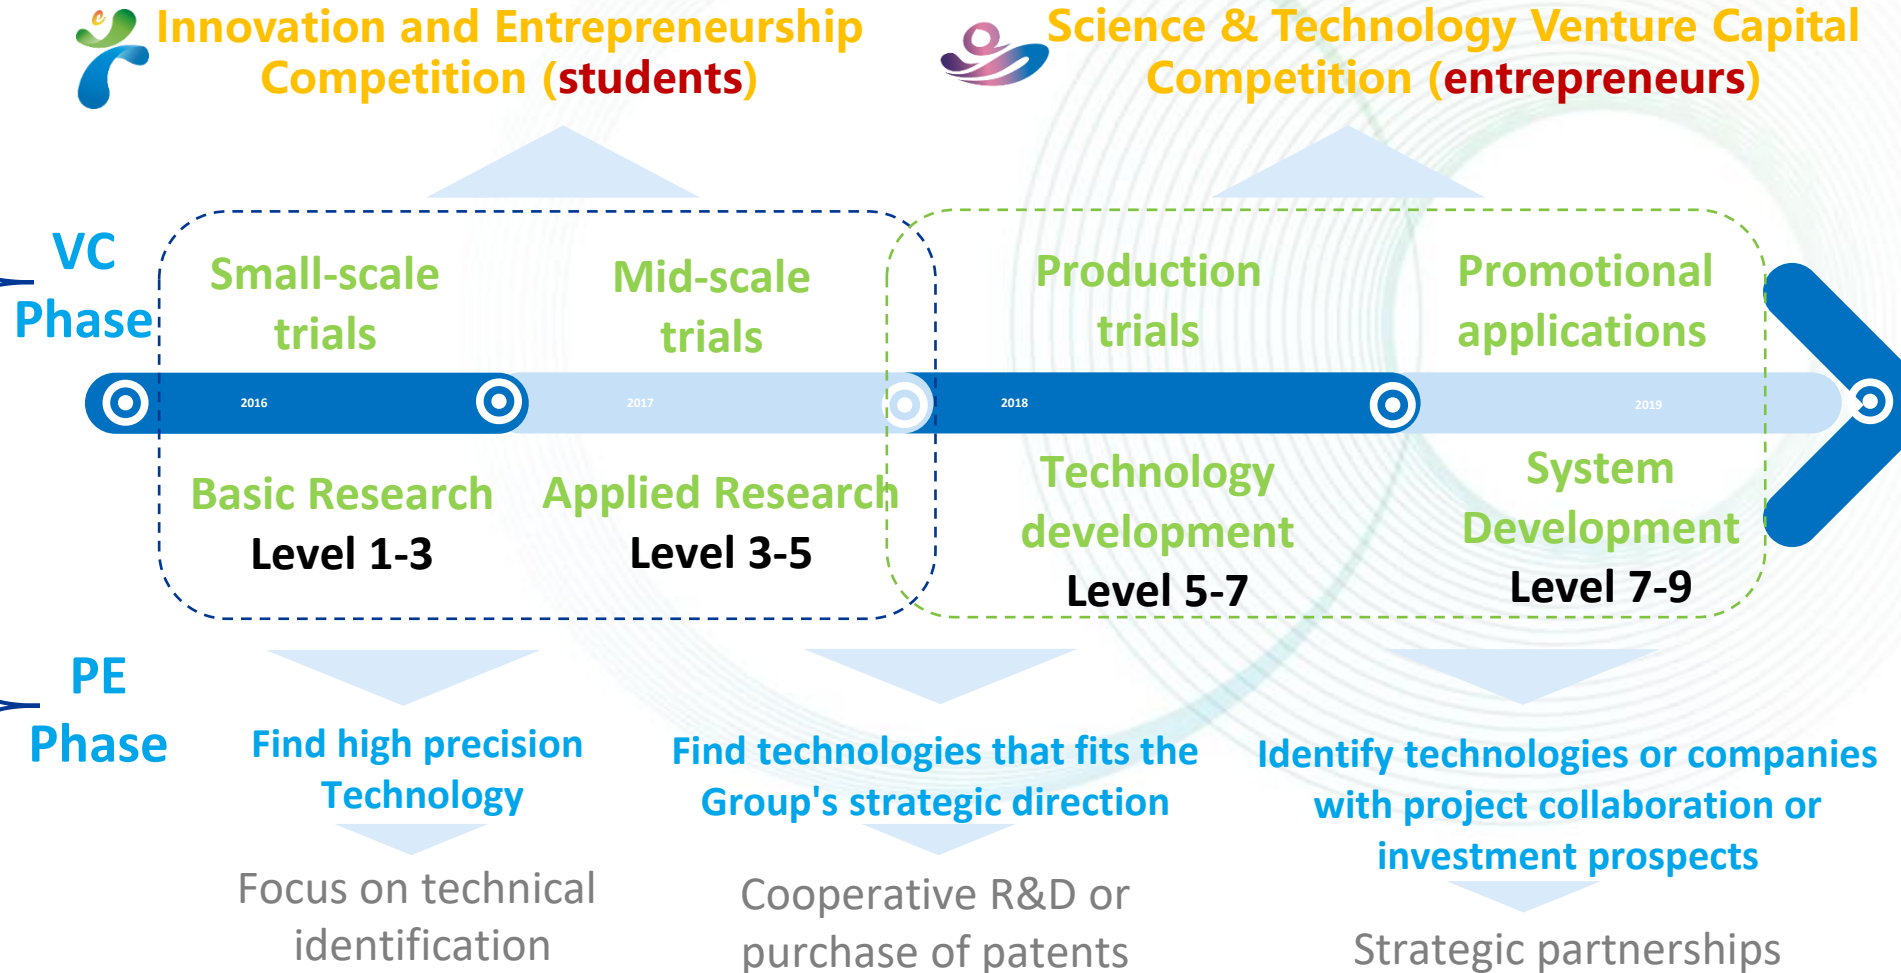 Innovation and Entrepreneurship
Competition (students)
Science & Technology Venture Capital
Competition (entrepreneurs)
VC
Phase
Small-scale
trials
Mid-scale
trials
Production
trials
Promotional
applications
2016
2017
2018
2019
Basic Research
Level 1-3
Applied Research
Level 3-5
Technology
development
Level 5-7
System
Development
Level 7-9
PE
Phase
Find high precision
Technology
Find technologies that fits the
Group's strategic direction
Identify technologies or companies
with project collaboration or
investment prospects
Focus on technical
identification
Cooperative R&D or
purchase of patents
Strategic partnerships